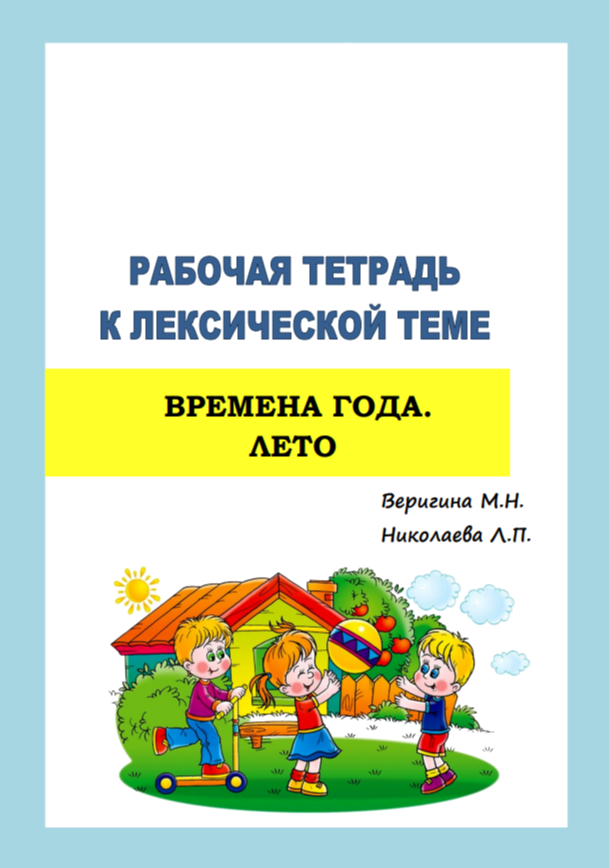 РАБОЧАЯ ТЕТРАДЬ
К ЛЕКСИЧЕСКОЙ ТЕМЕ
ВРЕМЕНА ГОДА.
ЛЕТО
Веригина М.Н.
Николаева Л.П.